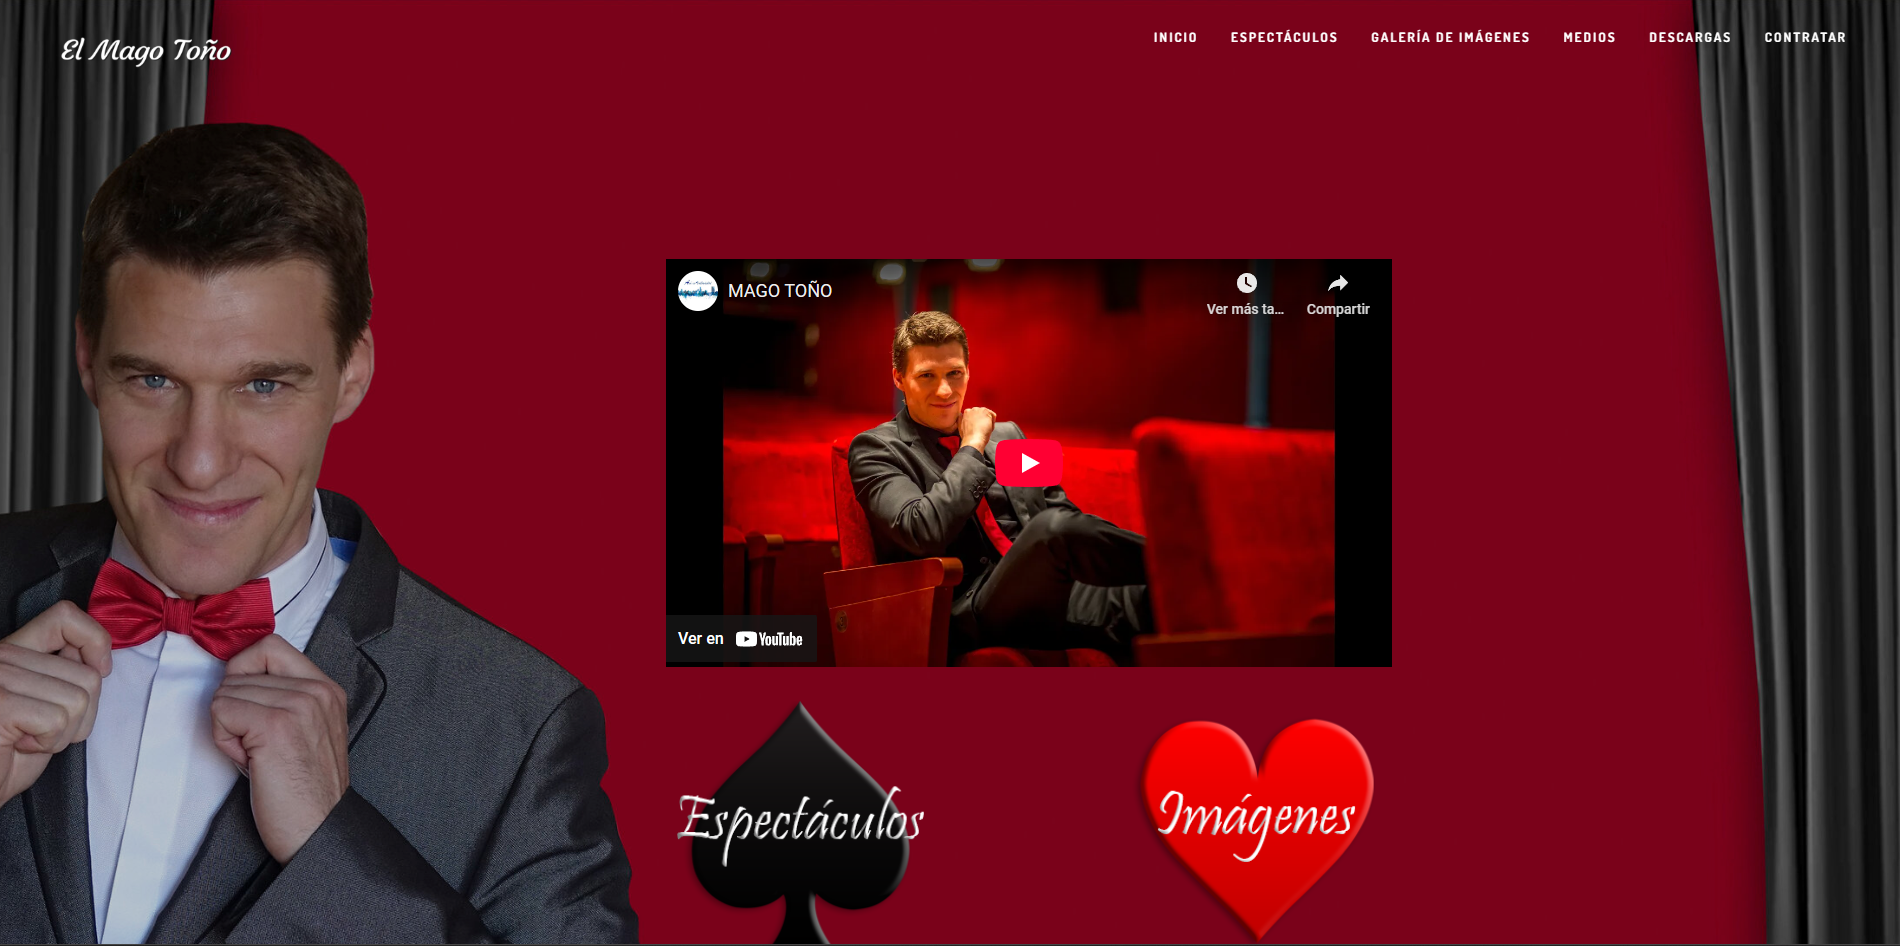 El Mago Toño
INICIO
ESPECTÁCULOS
GALERÍA DE IMÁGENES
MEDIOS
DESCARGAS
CONTRATAR
MAGO TOÑO
Ver más ta...
Compartir
Ver en YouTube
Espectáculos
Imágenes